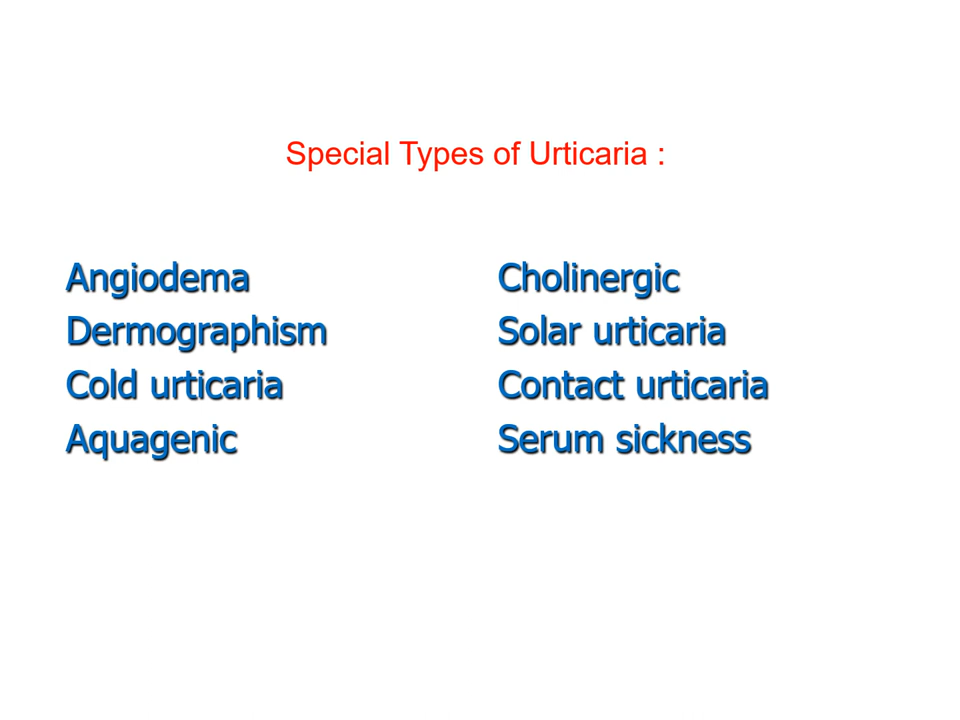 Special Types of Urticaria :
Angiodema
Dermographism
Cold urticaria
Aquagenic
Cholinergic
Solar urticaria
Contact urticaria
Serum sickness